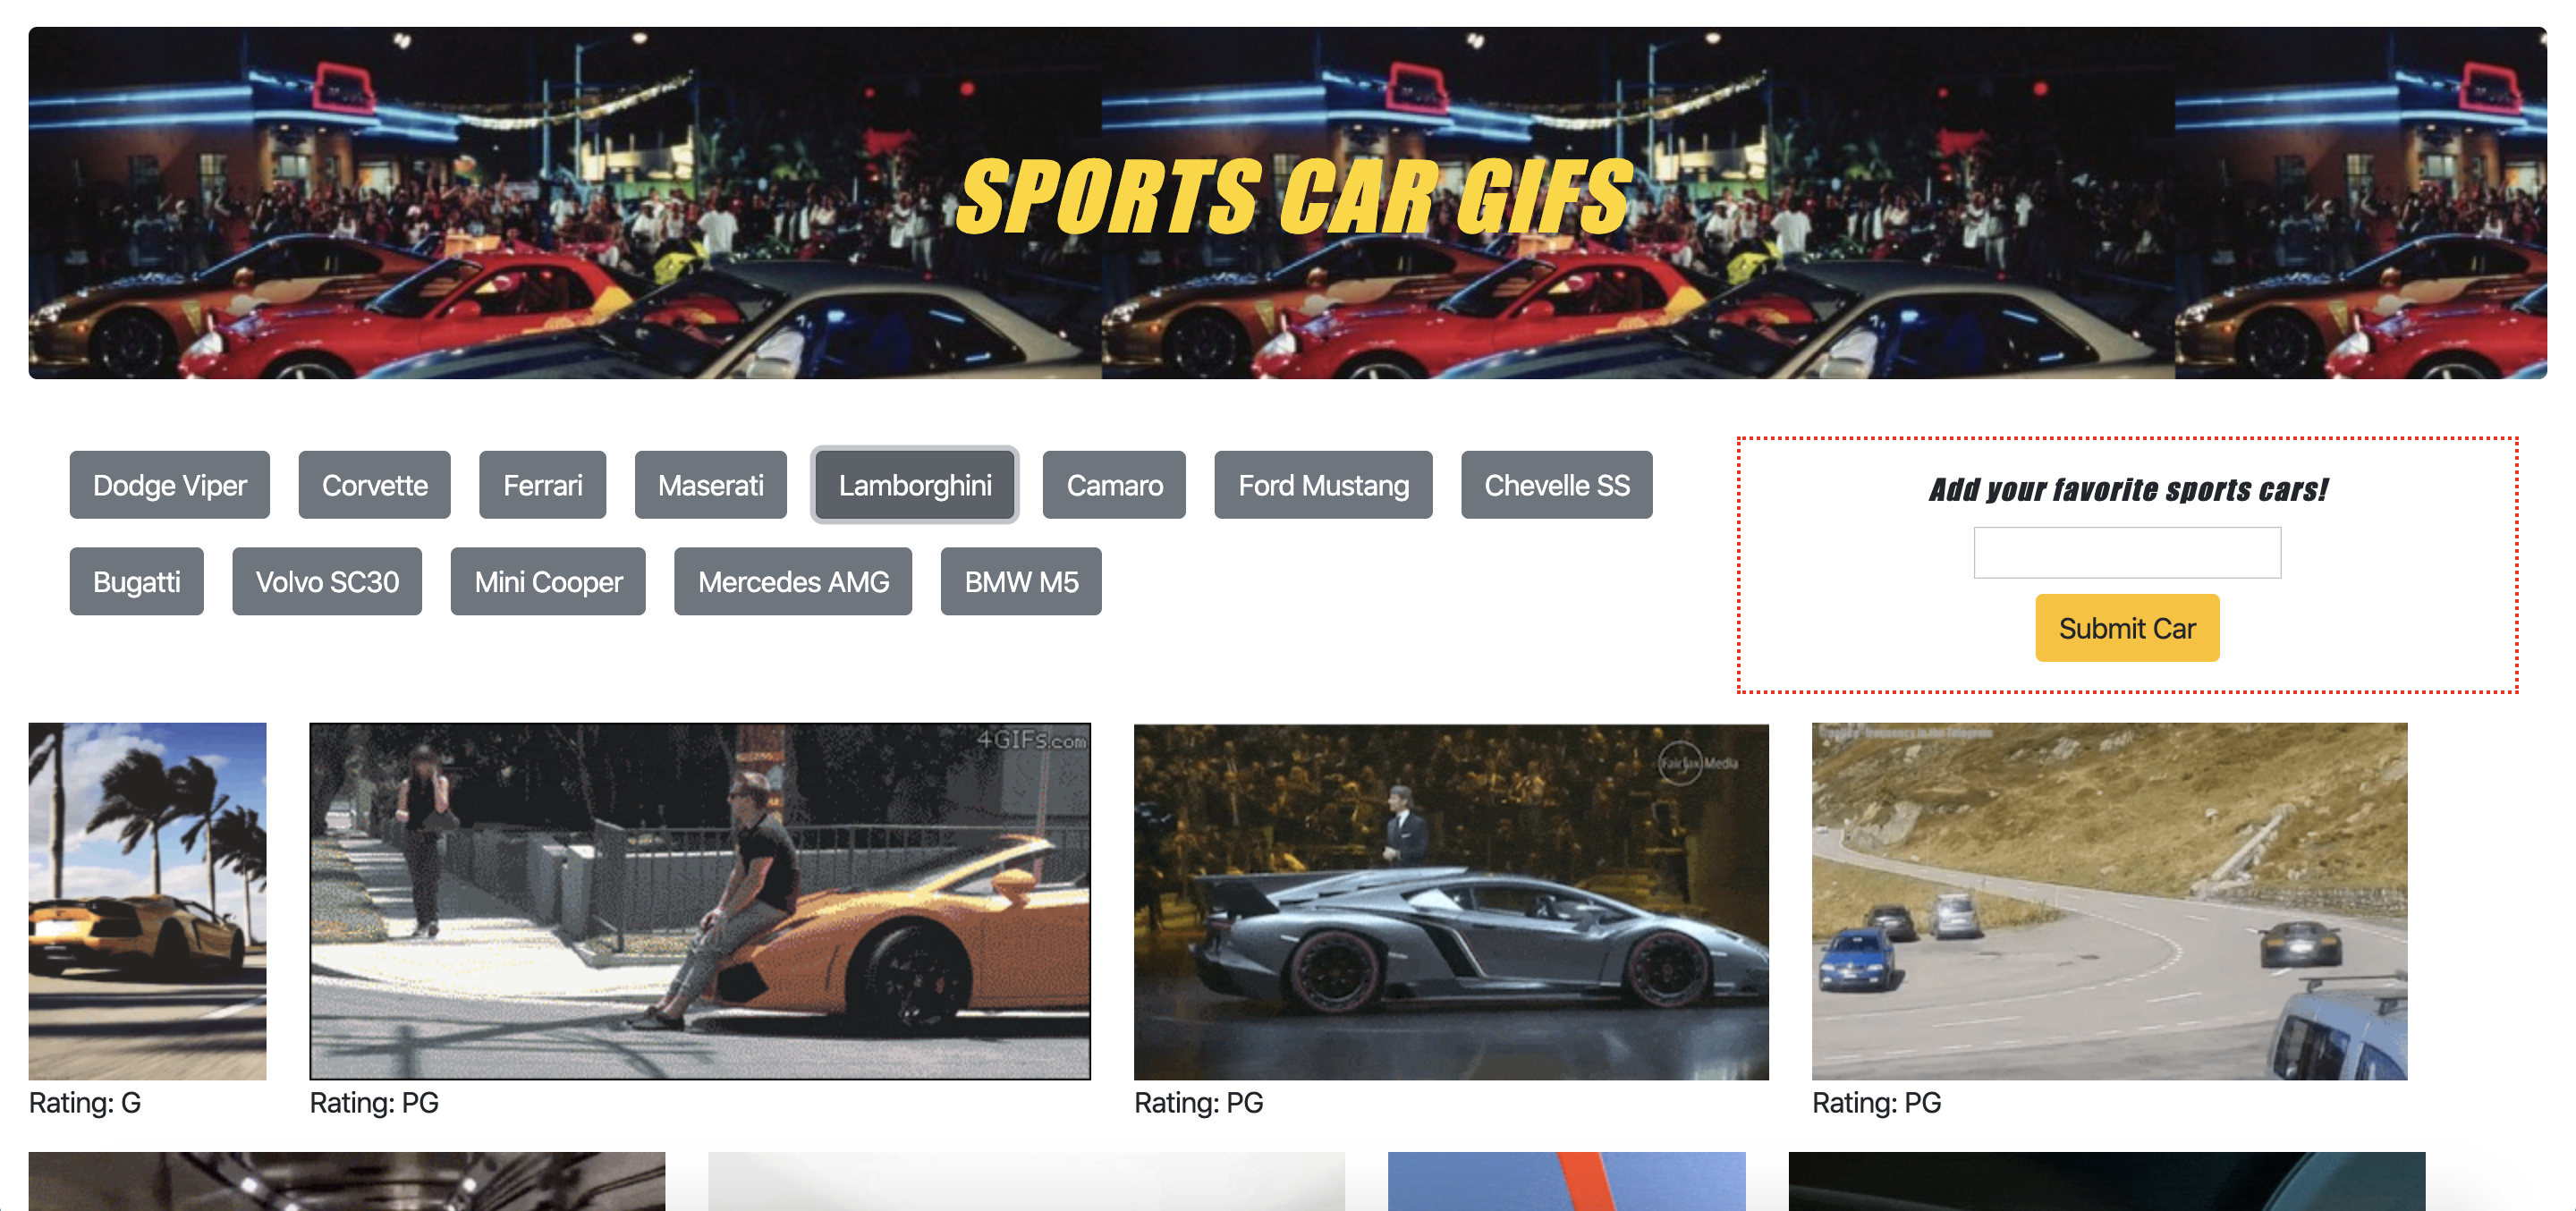 SPORTS CAR GIFS
Dodge Viper Corvette Ferrari Maserati Lamborghini Camaro Ford Mustang Chevelle SS
Bugatti Volvo SC30 Mini Cooper Mercedes AMG BMW M5
Add your favorite sports cars!
Submit Car
4GIFs.com
Fairfax Media
Rating: G
Rating: PG
Rating: PG
Rating: PG